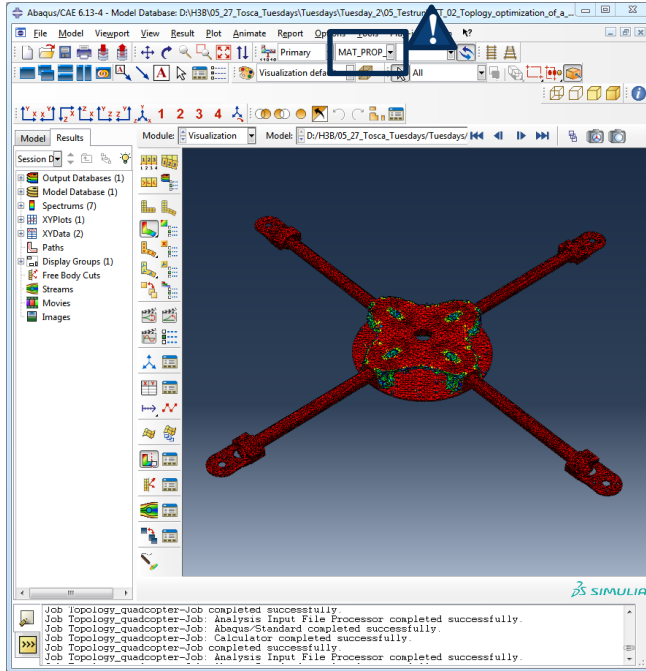 Abaqus/CAE 6.13-4 - Model Database: D:\H3B\05_27_Tosca_Tuesdays\Tuesdays\Tuesday_2\05_Testrun\
_02_Toplogy_optimization_of_a_...
File Model Viewport View Result Plot Animate Report
Primary MAT_PROP_
Visualization defa All
1 2 3 4
Model Results
Module: Visualization Model: D:/H3B/05_27_Tosca_Tuesdays/Tuesdays/
Session D
Output Databases (1)
Model Database (1)
Spectrums (7)
XYPlots (1)
XYData (2)
Paths
Display Groups (1)
Free Body Cuts
Streams
Movies
Images
SIMULIA
Job Topology_quadcopter-Job completed successfully.
Job Topology_quadcopter-Job: Analysis Input File Processor completed successfully.
Job Topology_quadcopter-Job: Abaqus/Standard completed successfully.
Job Topology_quadcopter-Job: Calculator completed successfully.
Job Topology_quadcopter-Job completed successfully.
Job Topology_quadcopter-Job: Analysis Input File Processor completed successfully.